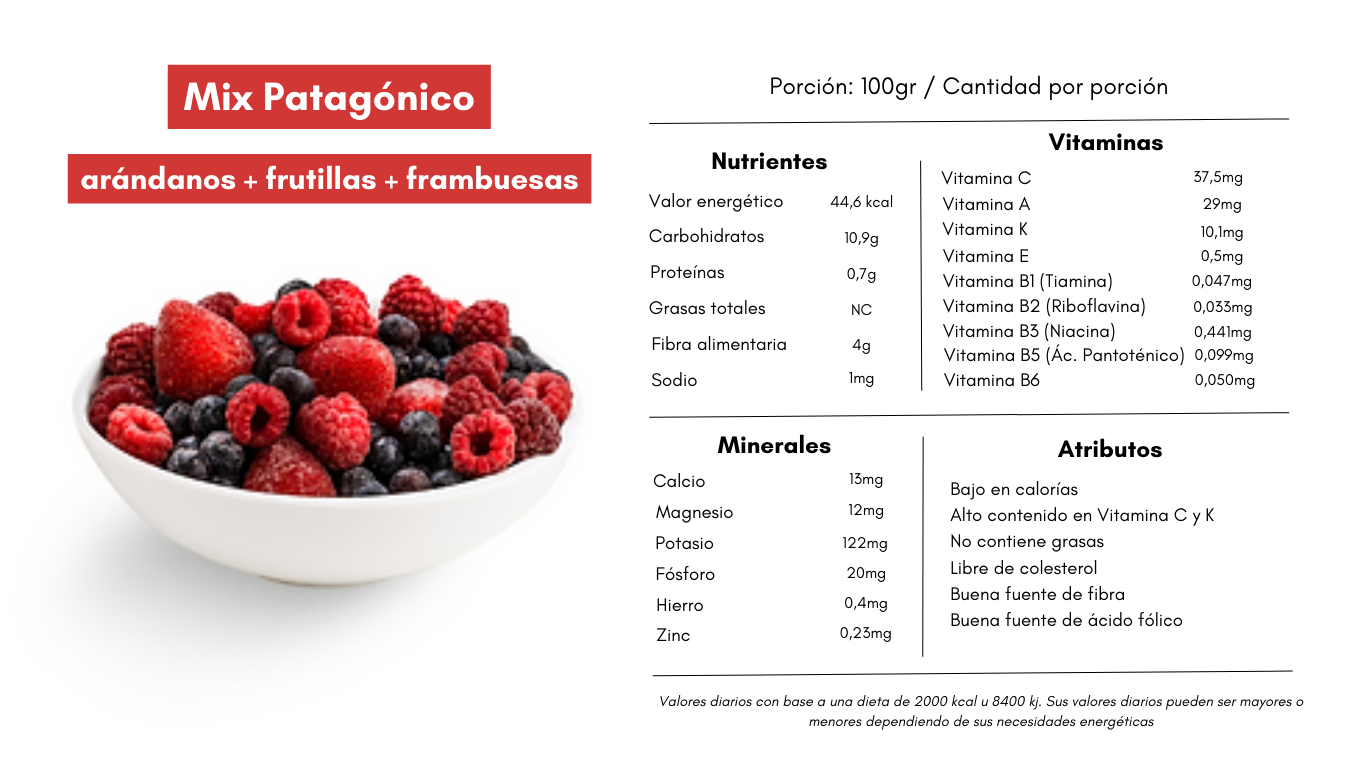 Mix Patagónico
arándanos + frutillas + frambuesas
Porción: 100gr / Cantidad por porción
Nutrientes
Valor energético 44,6 kcal
Carbohidratos 10,9g
Proteínas 0,7g
Grasas totales NC
Fibra alimentaria 4g
Sodio 1mg
Vitaminas
Vitamina C 37,5mg
Vitamina A 29mg
Vitamina K 10,1mg
Vitamina E 0,5mg
Vitamina B1 (Tiamina) 0,047mg
Vitamina B2 (Riboflavina) 0,033mg
Vitamina B3 (Niacina) 0,441mg
Vitamina B5 (Ác. Pantoténico) 0,099mg
Vitamina B6 0,050mg
Minerales
Calcio 13mg
Magnesio 12mg
Potasio 122mg
Fósforo 20mg
Hierro 0,4mg
Zinc 0,23mg
Atributos
Bajo en calorías
Alto contenido en Vitamina C y K
No contiene grasas
Libre de colesterol
Buena fuente de fibra
Buena fuente de ácido fólico
Valores diarios con base a una dieta de 2000 kcal u 8400 kj. Sus valores diarios pueden ser mayores o
menores dependiendo de sus necesidades energéticas